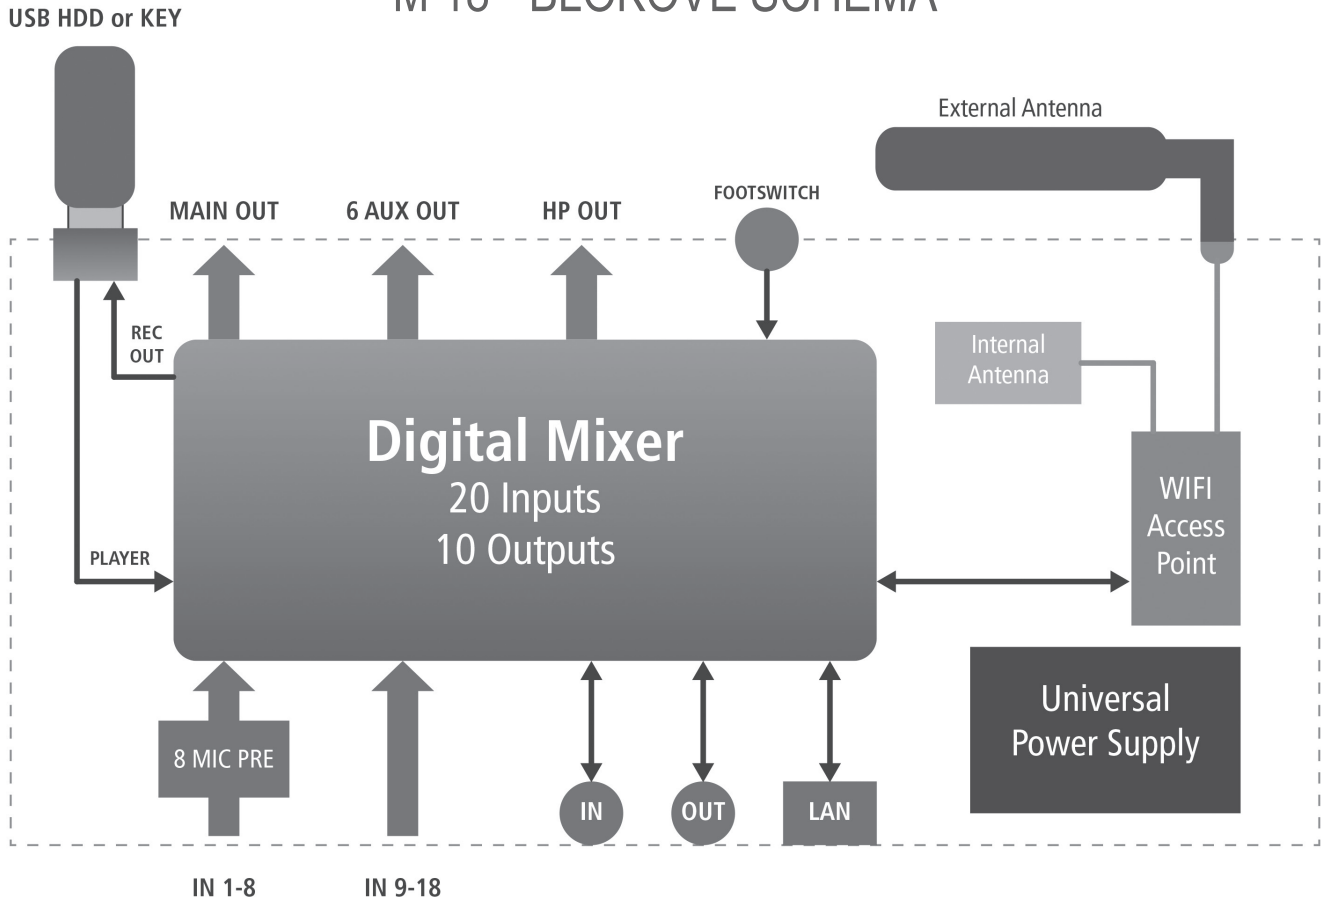 USB HDD or KEY
External Antenna
FOOTSWITCH
MAIN OUT
6 AUX OUT
HP OUT
REC
OUT
Internal
Antenna
Digital Mixer
20 Inputs
10 Outputs
WIFI
Access
Point
PLAYER
Universal
Power Supply
8 MIC PRE
IN
OUT
LAN
IN 1-8
IN 9-18